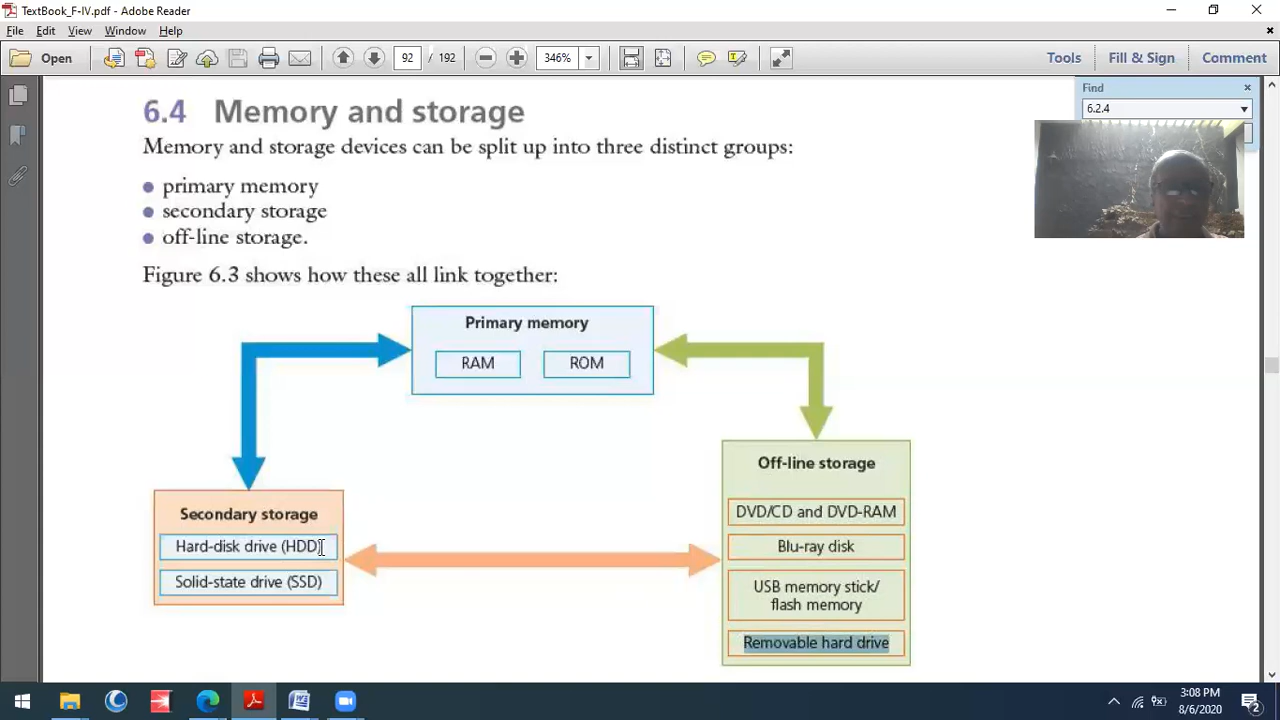 TextBook_F-IV.pdf - Adobe Reader
File Edit View Window Help
Open 92 / 192 346% Tools Fill & Sign Comment
Find
6.2.4
6.4 Memory and storage
Memory and storage devices can be split up into three distinct groups:
● primary memory
● secondary storage
● off-line storage.
Figure 6.3 shows how these all link together:
Primary memory
RAM ROM
Secondary storage
Hard-disk drive (HDD)
Solid-state drive (SSD)
Off-line storage
DVD/CD and DVD-RAM
Blu-ray disk
USB memory stick/
flash memory
Removable hard drive
3:08 PM
8/6/2020
2